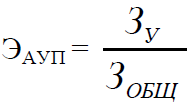 Э_АУП = З_У / З_ОБЩ